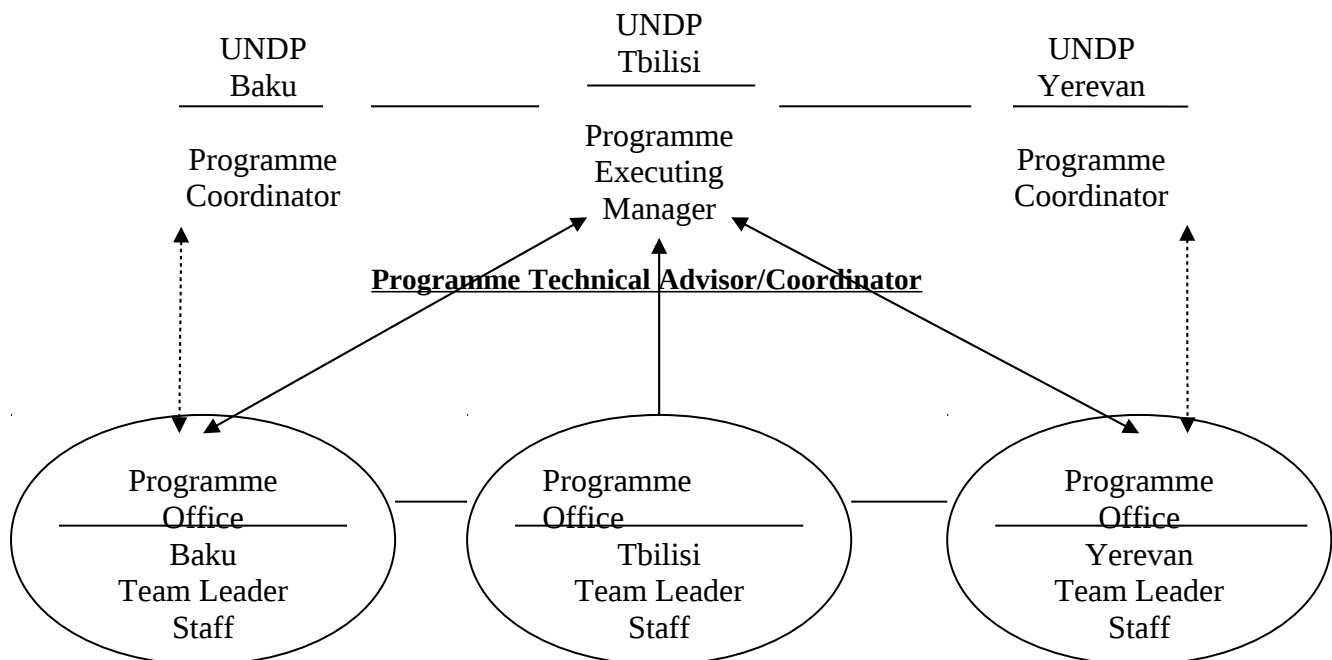 UNDP
Baku
UNDP
Tbilisi
UNDP
Yerevan
Programme
Coordinator
Programme
Executing
Manager
Programme
Coordinator
Programme Technical Advisor/Coordinator
Programme
Office
Baku
Team Leader
Staff
Programme
Office
Tbilisi
Team Leader
Staff
Programme
Office
Yerevan
Team Leader
Staff